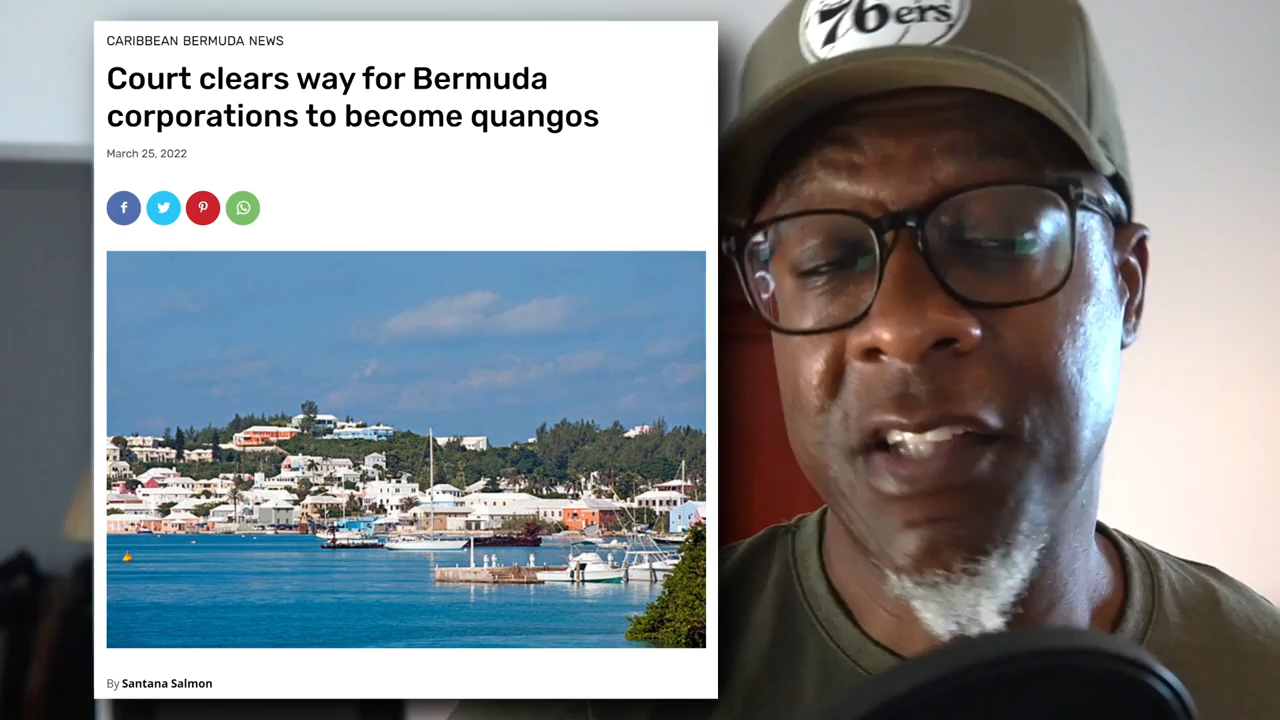 CARIBBEAN BERMUDA NEWS
Court clears way for Bermuda
corporations to become quangos
March 25, 2022
By Santana Salmon
76ers